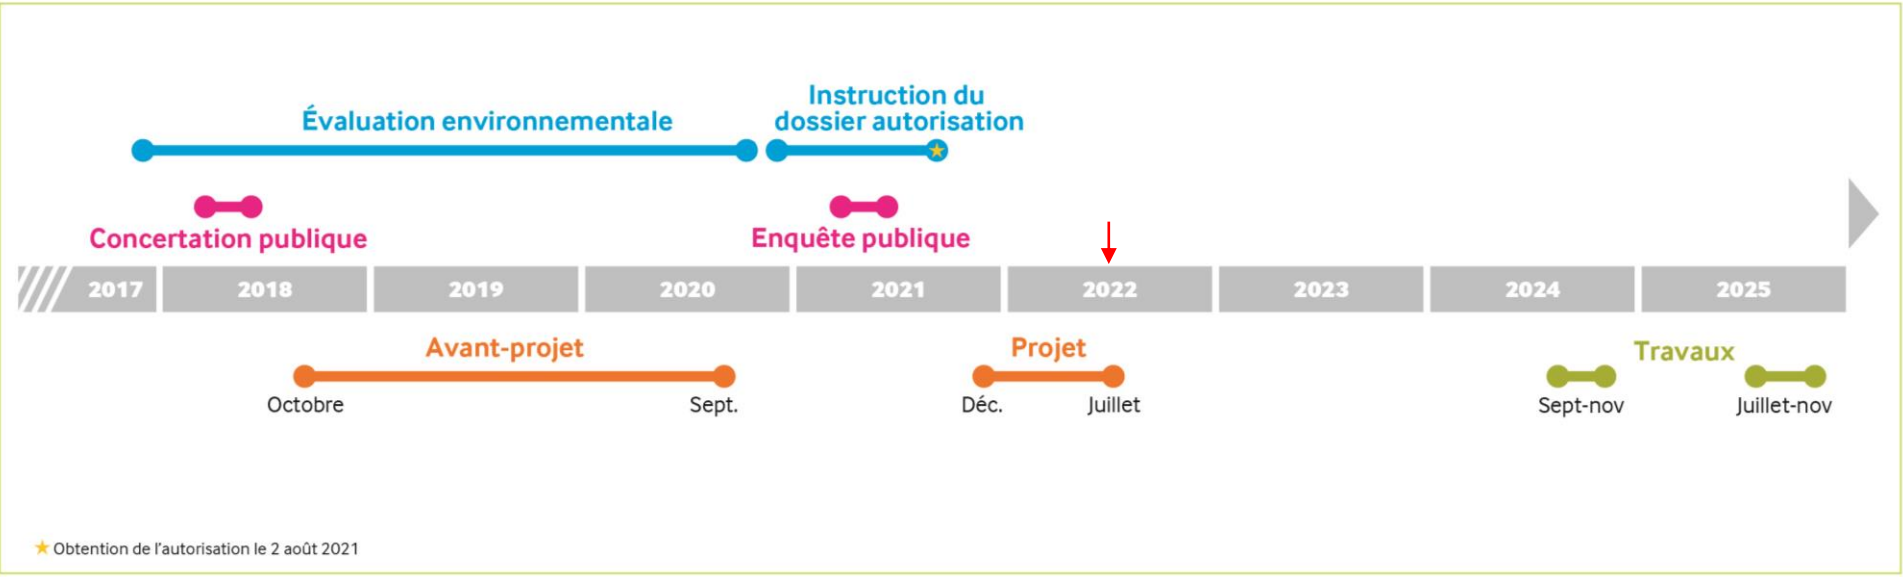 Instruction du
dossier autorisation
Évaluation environnementale
Concertation publique
Enquête publique
2017 2018 2019 2020 2021 2022 2023 2024 2025
Avant-projet
Projet
Travaux
Octobre
Sept.
Déc.
Juillet
Sept-nov
Juillet-nov
Obtention de l'autorisation le 2 août 2021